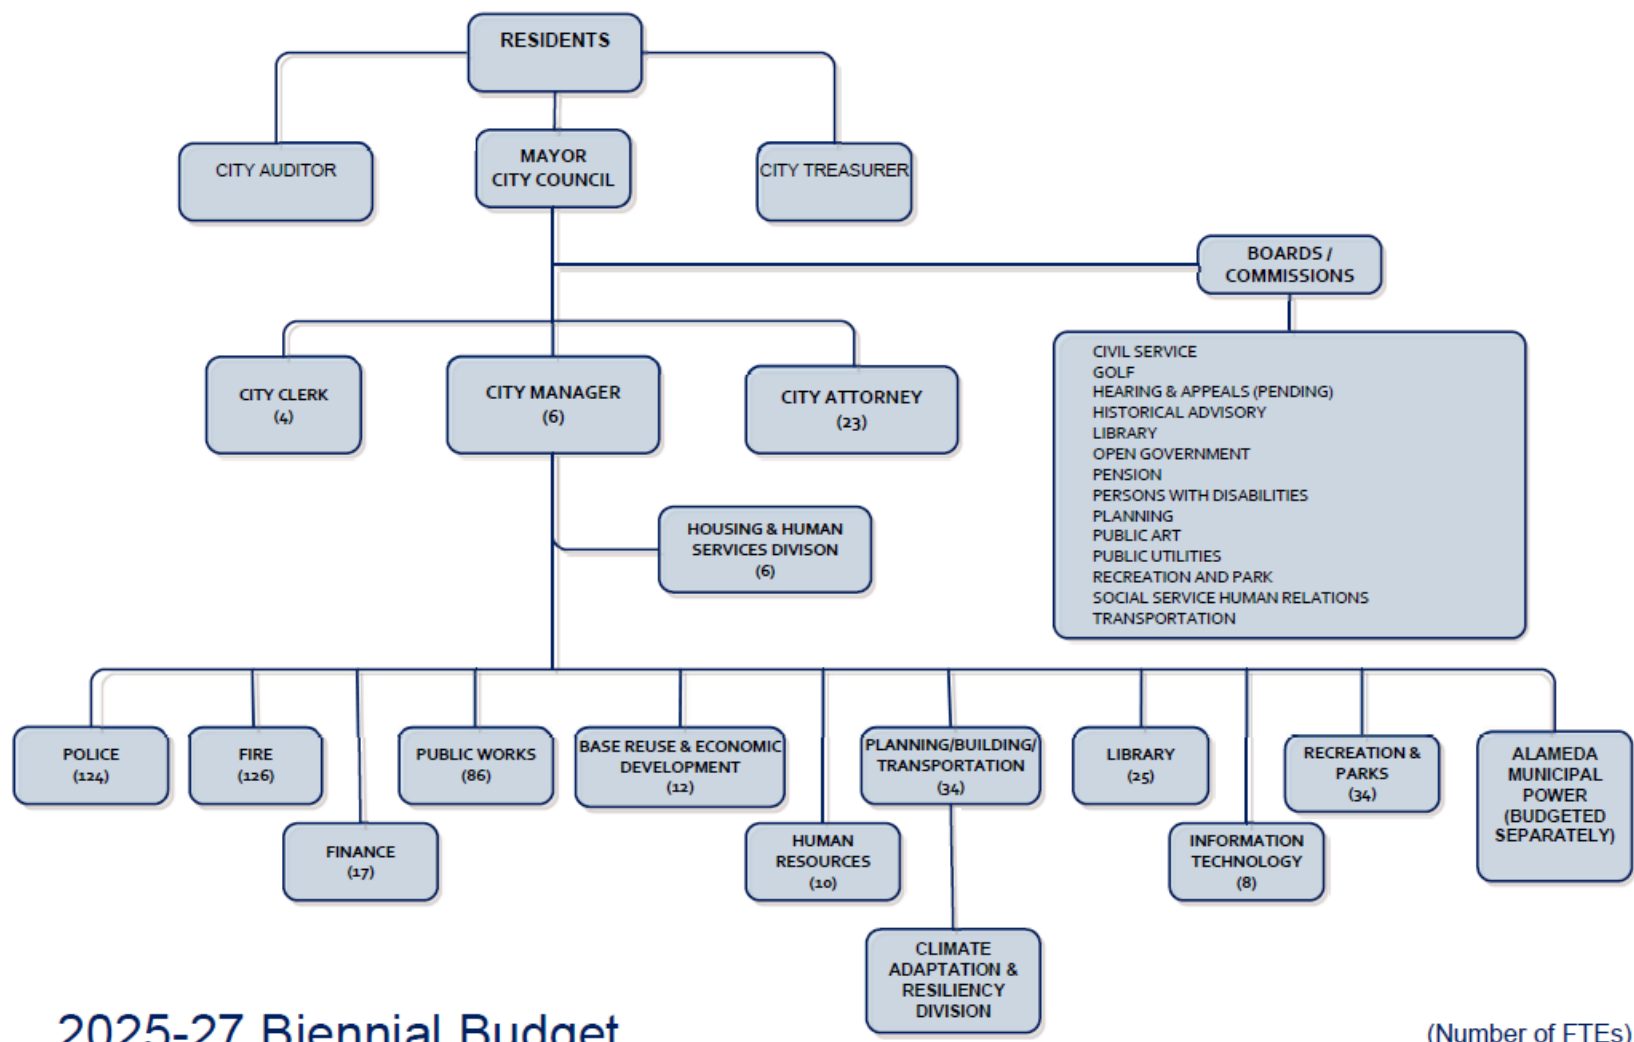 RESIDENTS
CITY AUDITOR
MAYOR
CITY COUNCIL
CITY TREASURER
BOARDS /
COMMISSIONS
CITY CLERK
(4)
CITY MANAGER
(6)
CITY ATTORNEY
(23)
CIVIL SERVICE
GOLF
HEARING & APPEALS (PENDING)
HISTORICAL ADVISORY
LIBRARY
OPEN GOVERNMENT
PENSION
PERSONS WITH DISABILITIES
PLANNING
PUBLIC ART
PUBLIC UTILITIES
RECREATION AND PARK
SOCIAL SERVICE HUMAN RELATIONS
TRANSPORTATION
HOUSING & HUMAN
SERVICES DIVISON
(6)
POLICE
(124)
FIRE
(126)
FINANCE
(17)
PUBLIC WORKS
(86)
BASE REUSE & ECONOMIC
DEVELOPMENT
(12)
HUMAN
RESOURCES
(10)
PLANNING/BUILDING/
TRANSPORTATION
(34)
CLIMATE
ADAPTATION &
RESILIENCY
DIVISION
LIBRARY
(25)
INFORMATION
TECHNOLOGY
(8)
RECREATION &
PARKS
(34)
ALAMEDA
MUNICIPAL
POWER
(BUDGETED
SEPARATELY)
2025-27 Biennial Budget
(Number of FTEs)